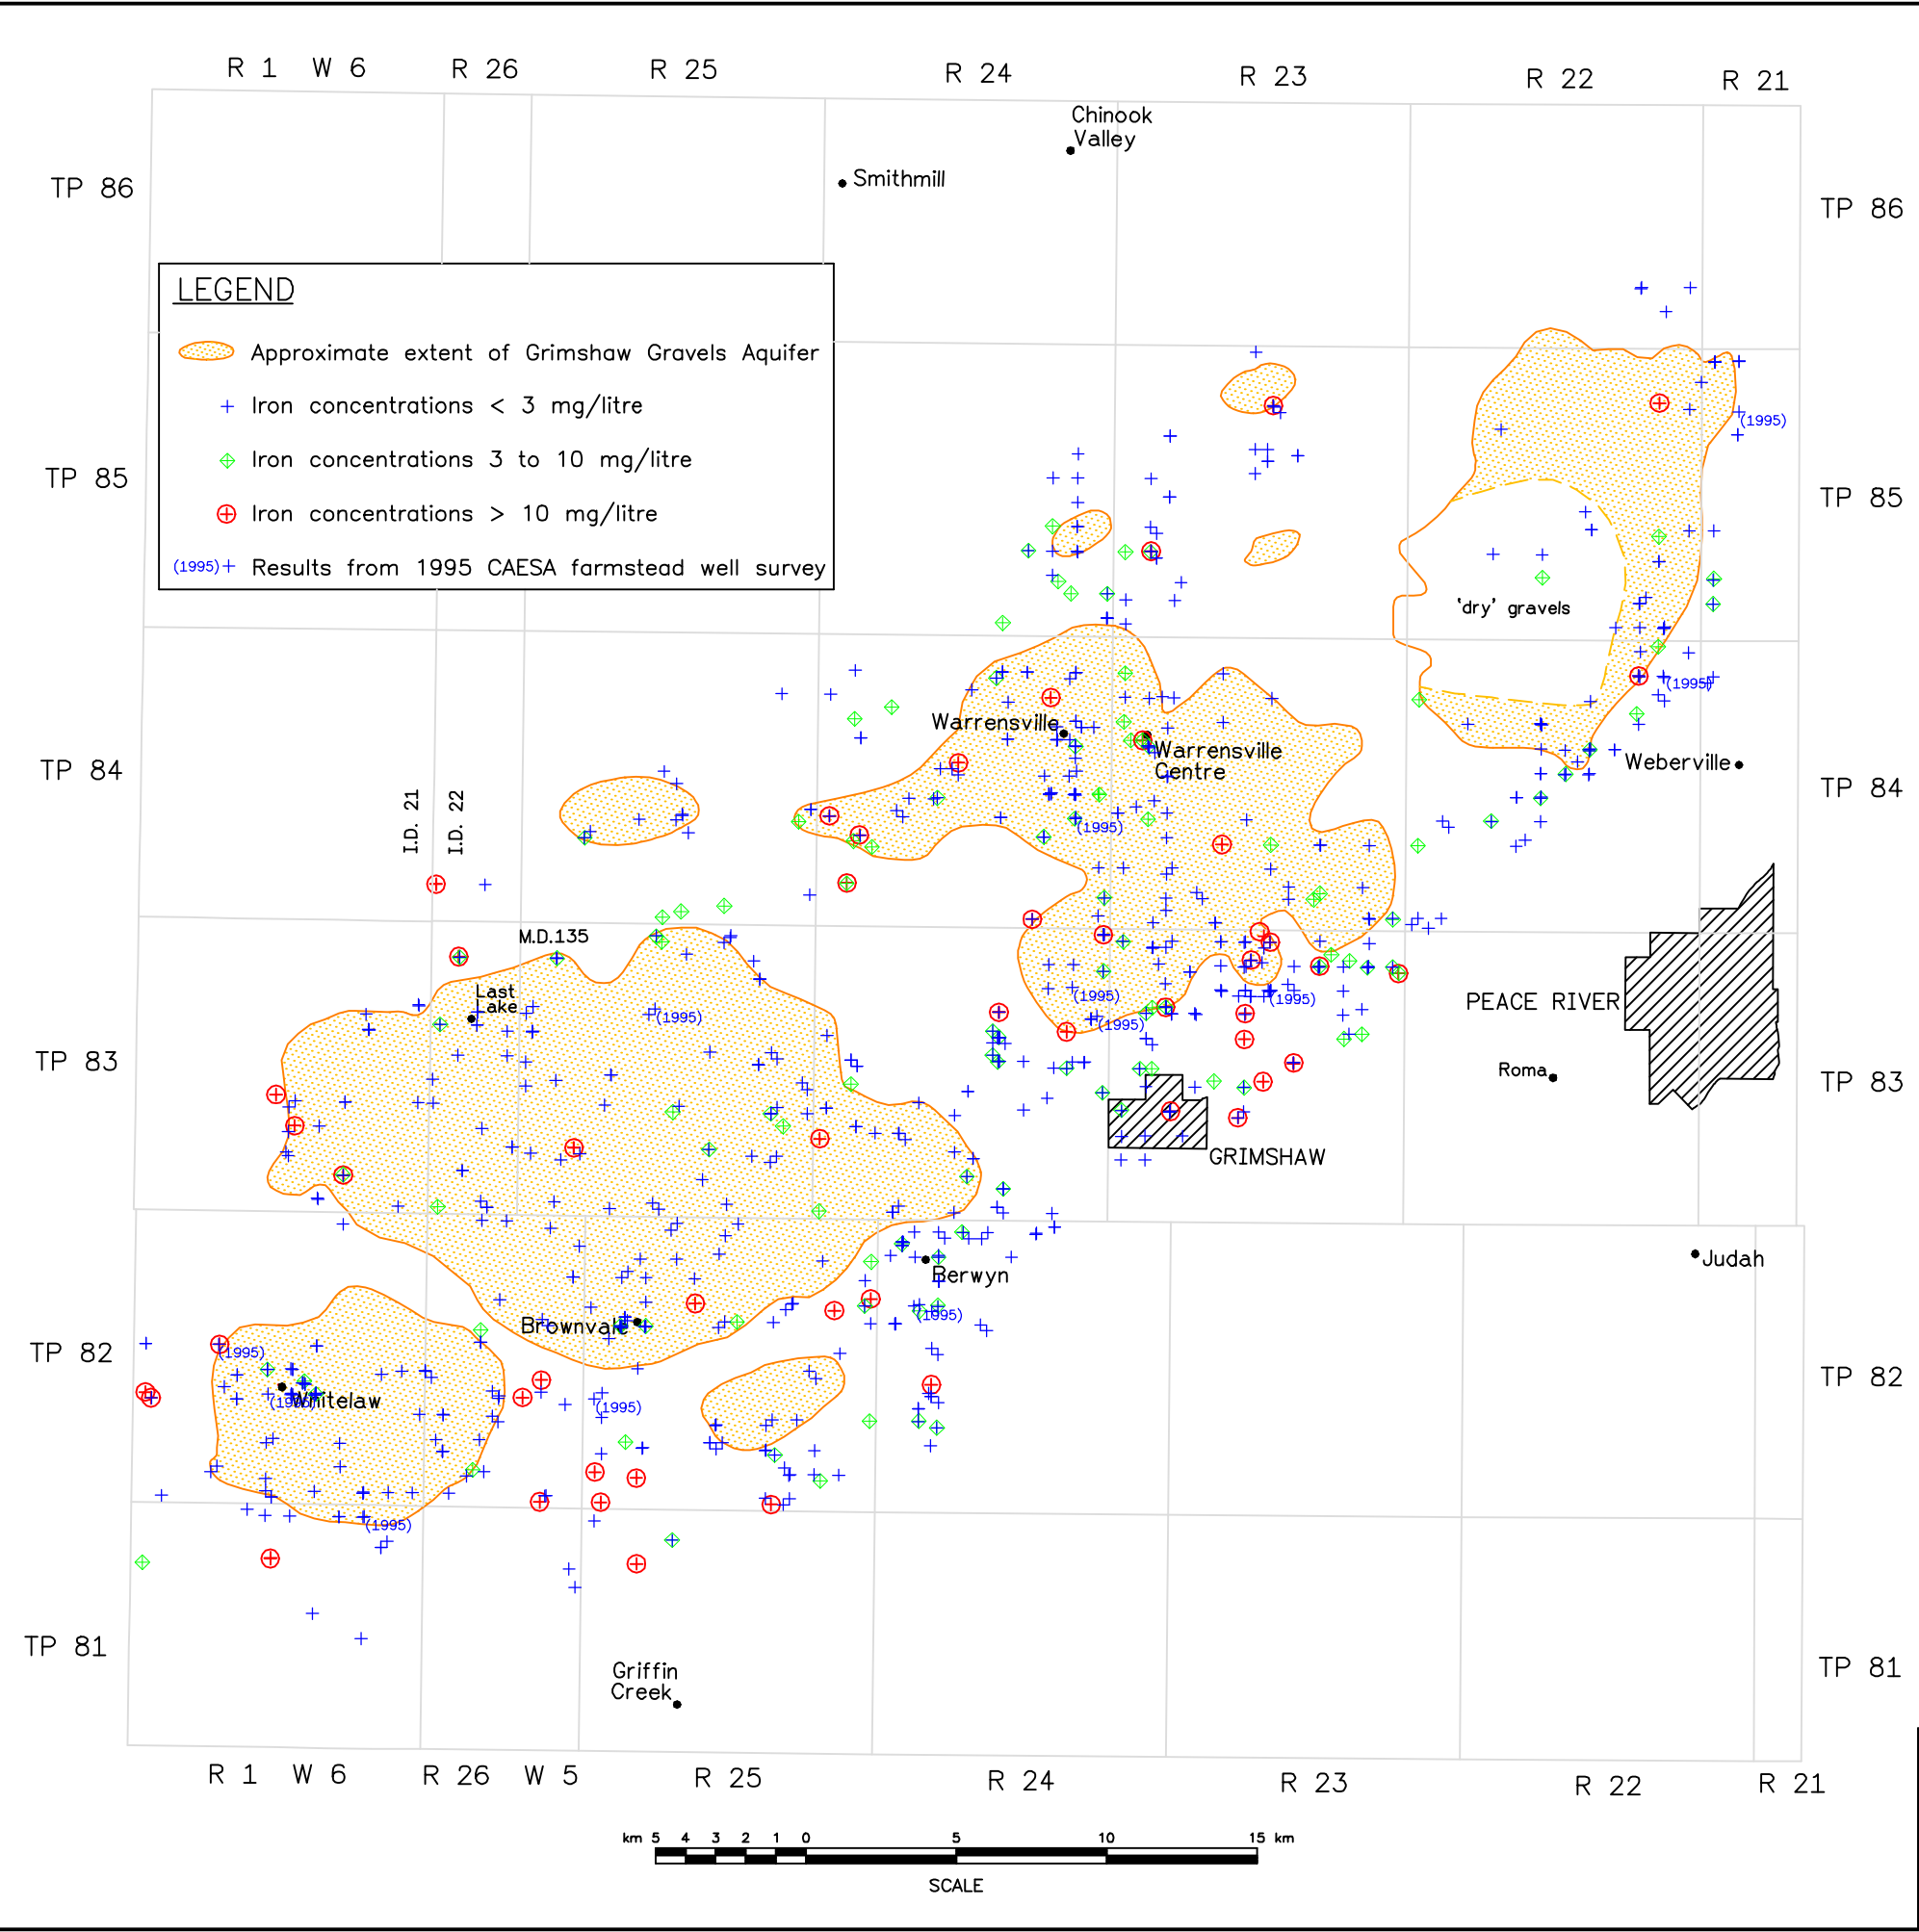 R 1 W 6 R 26 R 25 R 24 R 23 R 22 R 21
Chinook
Valley
Smithmill
TP 86
TP 86
LEGEND
Approximate extent of Grimshaw Gravels Aquifer
Iron concentrations < 3 mg/litre
Iron concentrations 3 to 10 mg/litre
Iron concentrations > 10 mg/litre
(1995)+ Results from 1995 CAESA farmstead well survey
(1995)
TP 85
TP 85
'dry' gravels
(1995)
Warrensville
Warrensville
Centre
Weberville
TP 84
TP 84
I.D. 21
I.D. 22
(1995)
M.D.135
Last
Lake
(1995)
(1995)
(1995)
(1995)
PEACE RIVER
TP 83
TP 83
Roma
GRIMSHAW
Judah
Berwyn
(1995)
Brownvale
TP 82
TP 82
(1995)
Whitelaw
(1995)
(1995)
(1995)
TP 81
TP 81
Griffin
Creek
R 1 W 6 R 26 W 5 R 25 R 24 R 23 R 22 R 21
km 5 4 3 2 1 0 5 10 15 km
SCALE